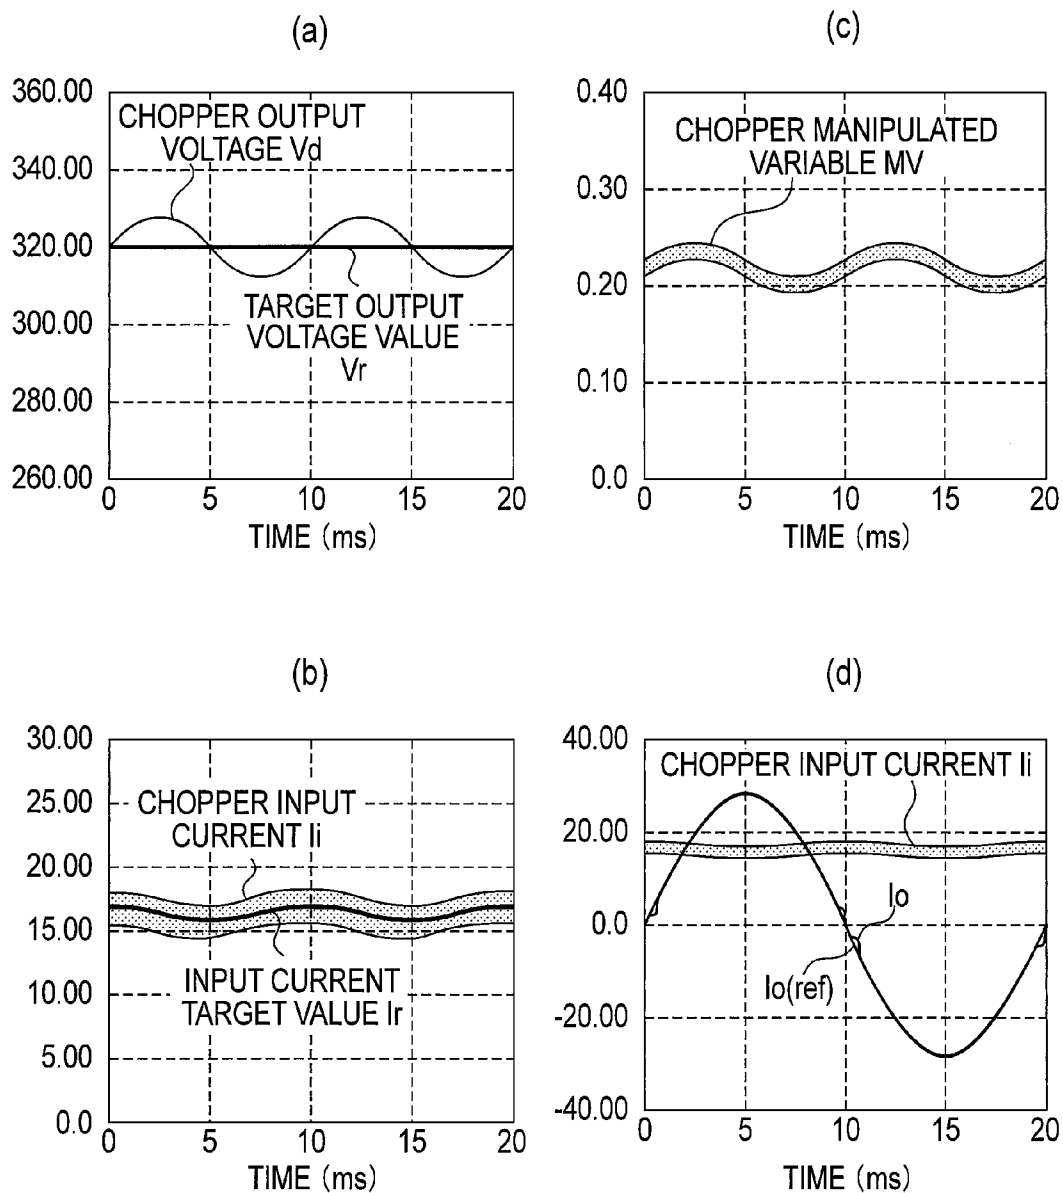 (a)
360.00
340.00
320.00
300.00
280.00
260.00
CHOPPER OUTPUT
VOLTAGE Vd
TARGET OUTPUT
VOLTAGE VALUE
Vr
0 5 10 15 20
TIME (ms)
(c)
0.40
0.30
0.20
0.10
0.0
CHOPPER MANIPULATED
VARIABLE MV
0 5 10 15 20
TIME (ms)
(b)
30.00
25.00
20.00
15.00
10.00
5.00
0.0
CHOPPER INPUT
CURRENT Ii
INPUT CURRENT
TARGET VALUE Ir
0 5 10 15 20
TIME (ms)
(d)
40.00
20.00
0.0
-20.00
-40.00
CHOPPER INPUT CURRENT Ii
Io
Io(ref)
0 5 10 15 20
TIME (ms)